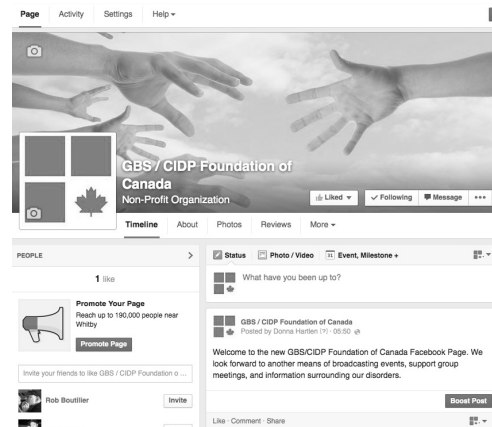 Page Activity Settings Help
GBS / CIDP Foundation of
Canada
Non-Profit Organization
Liked Following Message
Timeline About Photos Reviews More
PEOPLE
1 like
Promote Your Page
Reach up to 190,000 people near
Whitby
Promote Page
Invite your friends to like GBS / CIDP Foundation o ...
Rob Boutilier Invite
Status Photo / Video 31 Event, Milestone +
What have you been up to?
GBS / CIDP Foundation of Canada
Posted by Donna Hartlen [?] · 05:50
Welcome to the new GBS/CIDP Foundation of Canada Facebook Page. We
look forward to another means of broadcasting events, support group
meetings, and information surrounding our disorders.
Boost Post
Like · Comment · Share